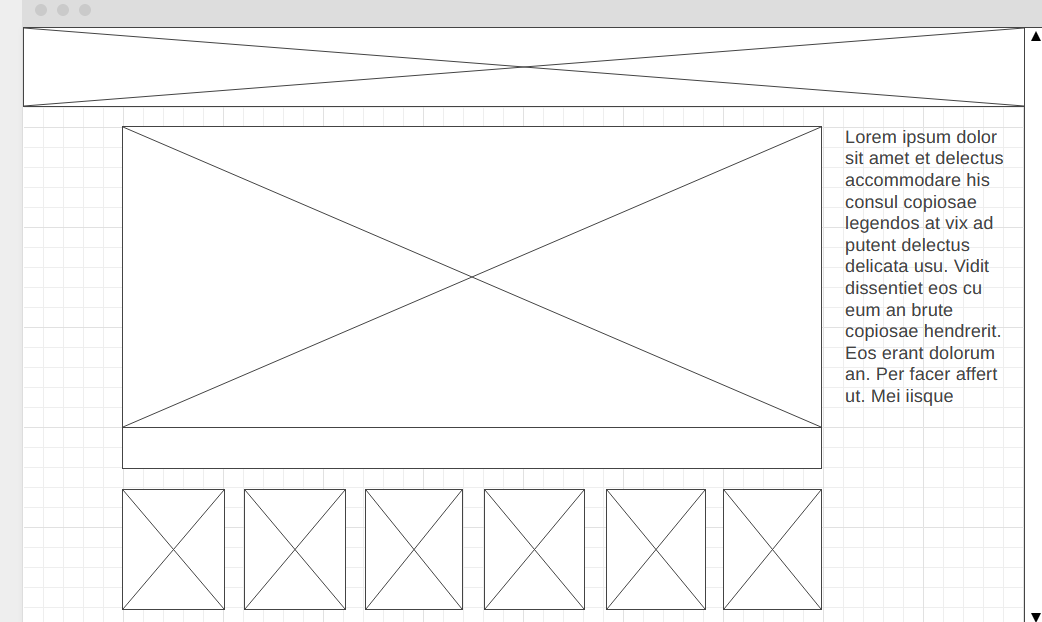 Lorem ipsum dolor
sit amet et delectus
accommodare his
consul copiosae
legendos at vix ad
putent delectus
delicata usu. Vidit
dissentiet eos cu
eum an brute
copiosae hendrerit.
Eos erant dolorum
an. Per facer affert
ut. Mei iisque